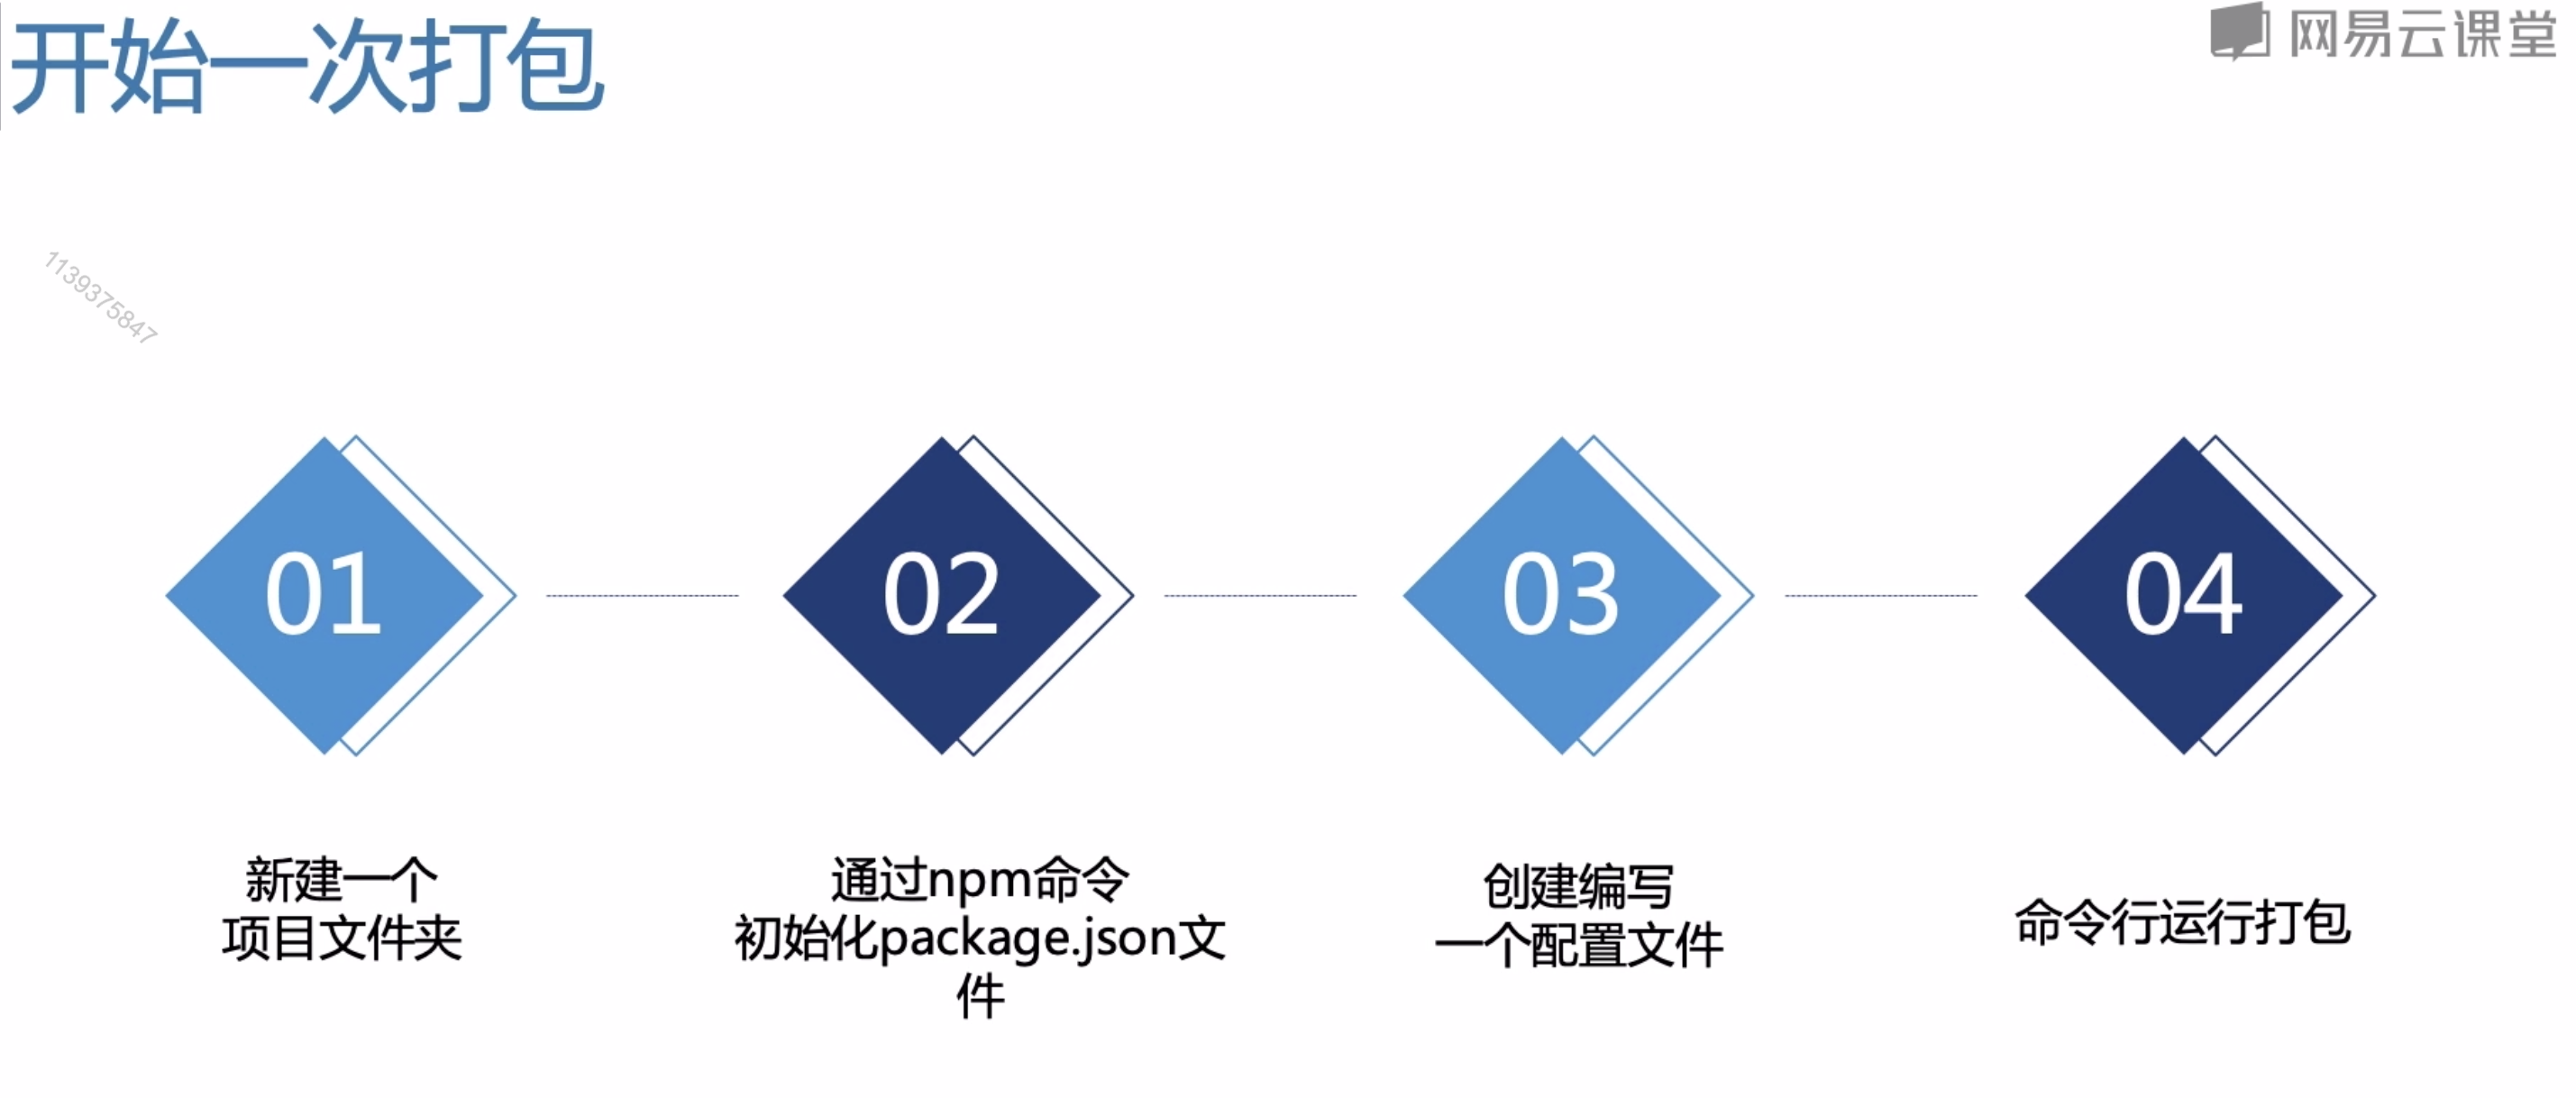 开始一次打包
网易云课堂
1139375847
01
02
03
04
新建一个
项目文件夹
通过npm命令
初始化package.json文
件
创建编写
一个配置文件
命令行运行打包